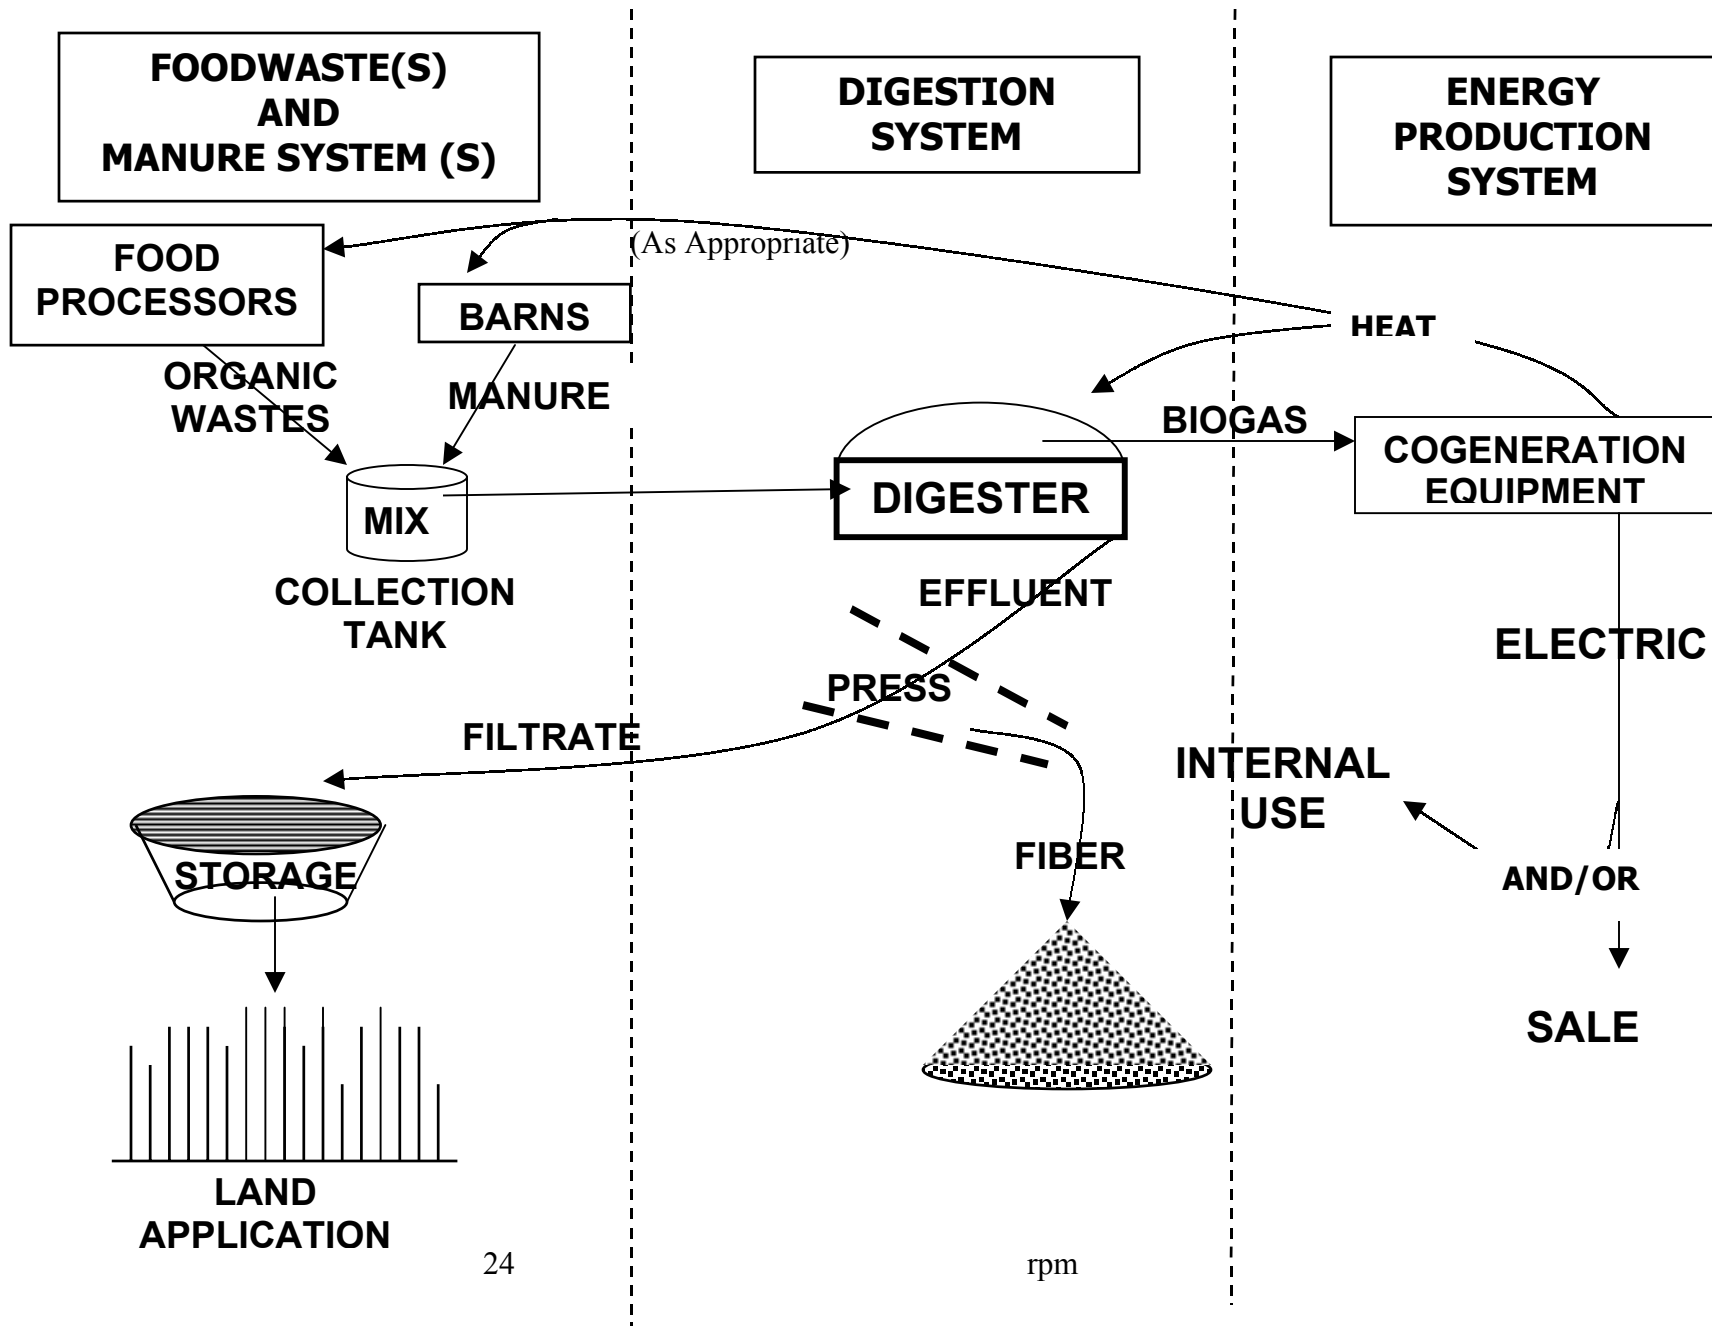 FOODWASTE(S)
AND
MANURE SYSTEM (S)
DIGESTION
SYSTEM
ENERGY
PRODUCTION
SYSTEM
FOOD
PROCESSORS
(As Appropriate)
BARNS
HEAT
ORGANIC
WASTES
MANURE
BIOGAS
COGENERATION
EQUIPMENT
MIX
DIGESTER
COLLECTION
TANK
EFFLUENT
ELECTRIC
PRESS
FILTRATE
INTERNAL
USE
STORAGE
FIBER
AND/OR
SALE
LAND
APPLICATION
24
rpm